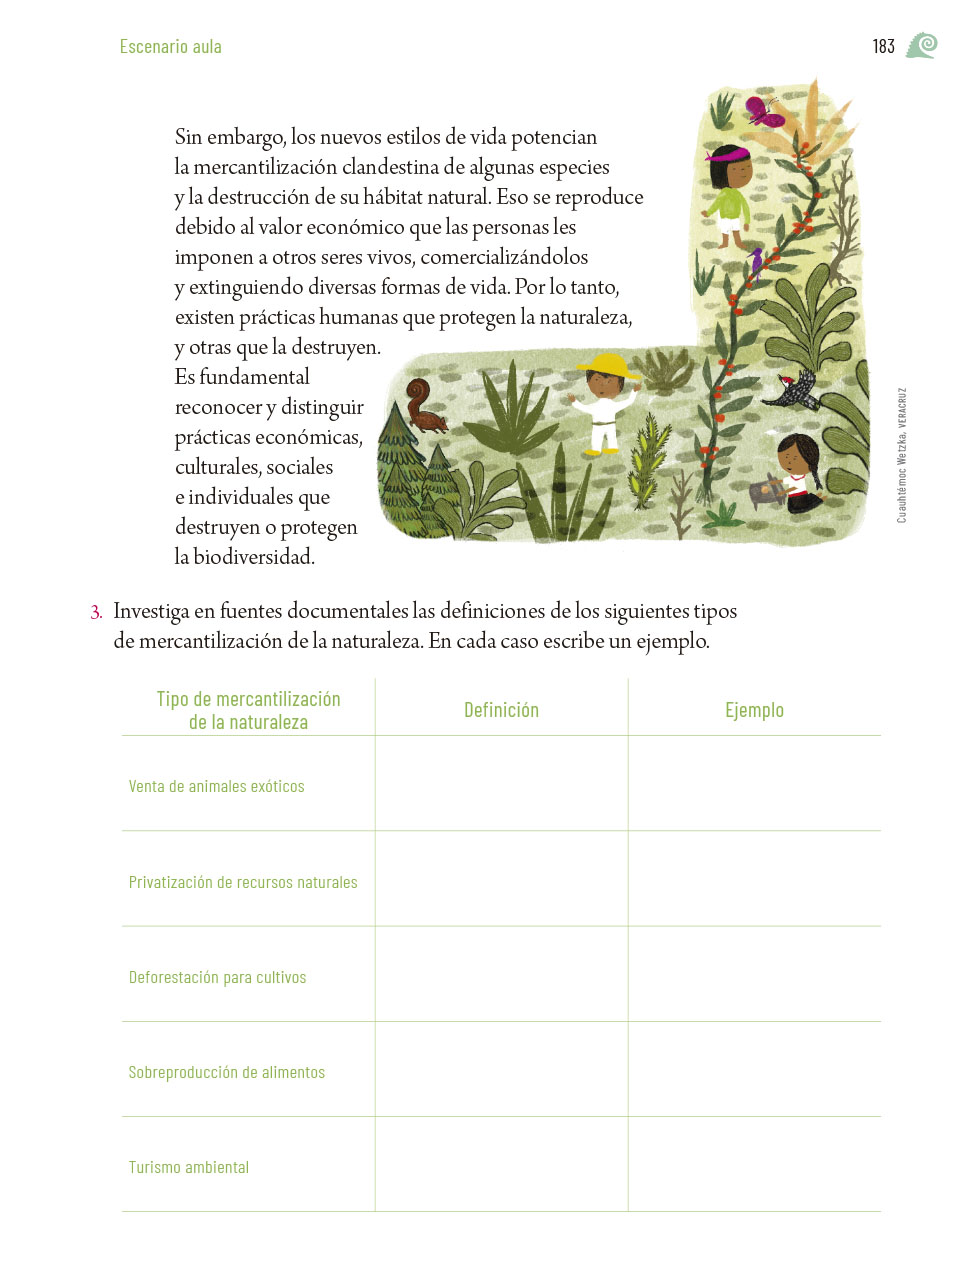 Escenario aula
183
Sin embargo, los nuevos estilos de vida potencian
la mercantilización clandestina de algunas especies
y la destrucción de su hábitat natural. Eso se reproduce
debido al valor económico que las personas les
imponen a otros seres vivos, comercializándolos
y extinguiendo diversas formas de vida. Por lo tanto,
existen prácticas humanas que protegen la naturaleza,
y otras que la destruyen.
Es fundamental
reconocer y distinguir
prácticas económicas,
culturales, sociales
e individuales que
destruyen o protegen
la biodiversidad.
Cuauhtémoc Wetzka, VERACRUZ
3. Investiga en fuentes documentales las definiciones de los siguientes tipos
de mercantilización de la naturaleza. En cada caso escribe un ejemplo.
Tipo de mercantilización
de la naturaleza
Definición
Ejemplo
Venta de animales exóticos
Privatización de recursos naturales
Deforestación para cultivos
Sobreproducción de alimentos
Turismo ambiental